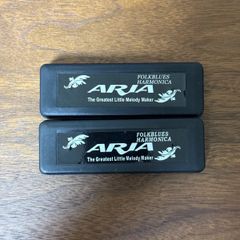 FOLKBLUES
HARMONICA
ARIA
The Greatest Little Melody Maker
FOLKBLUES
HARMONICA
ARIA
The Greatest Little Melody Maker